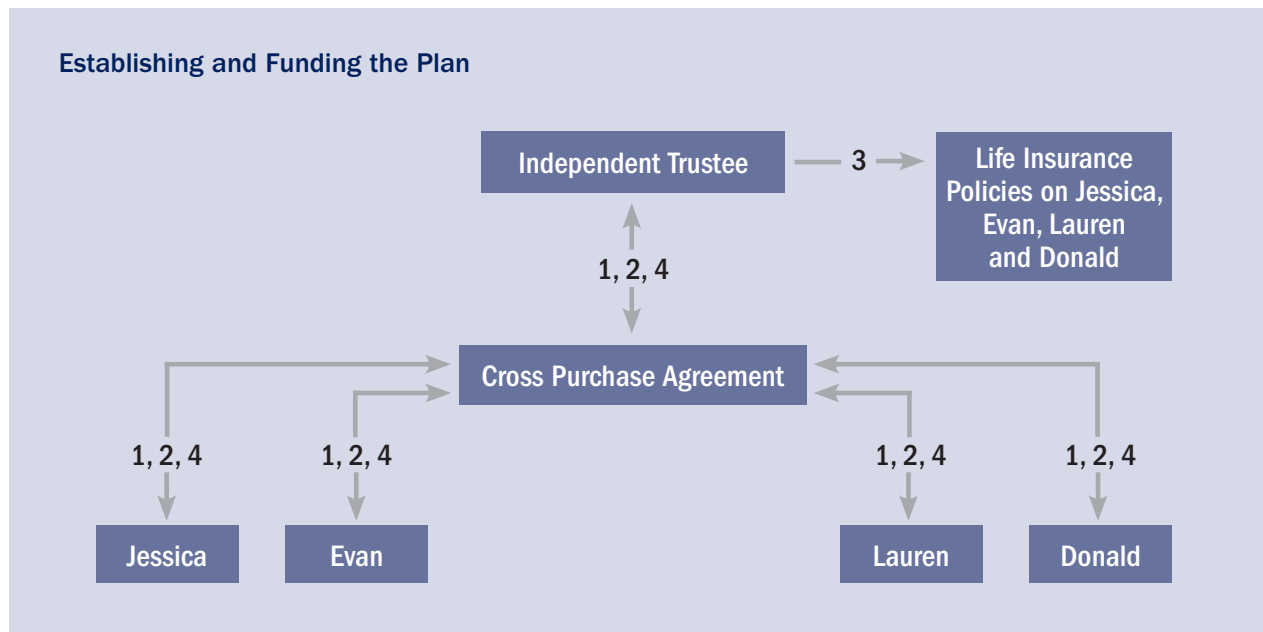 Establishing and Funding the Plan
Independent Trustee
3
Life Insurance
Policies on Jessica,
Evan, Lauren
and Donald
1, 2, 4
Cross Purchase Agreement
1, 2, 4
1, 2, 4
1, 2, 4
1, 2, 4
Jessica
Evan
Lauren
Donald